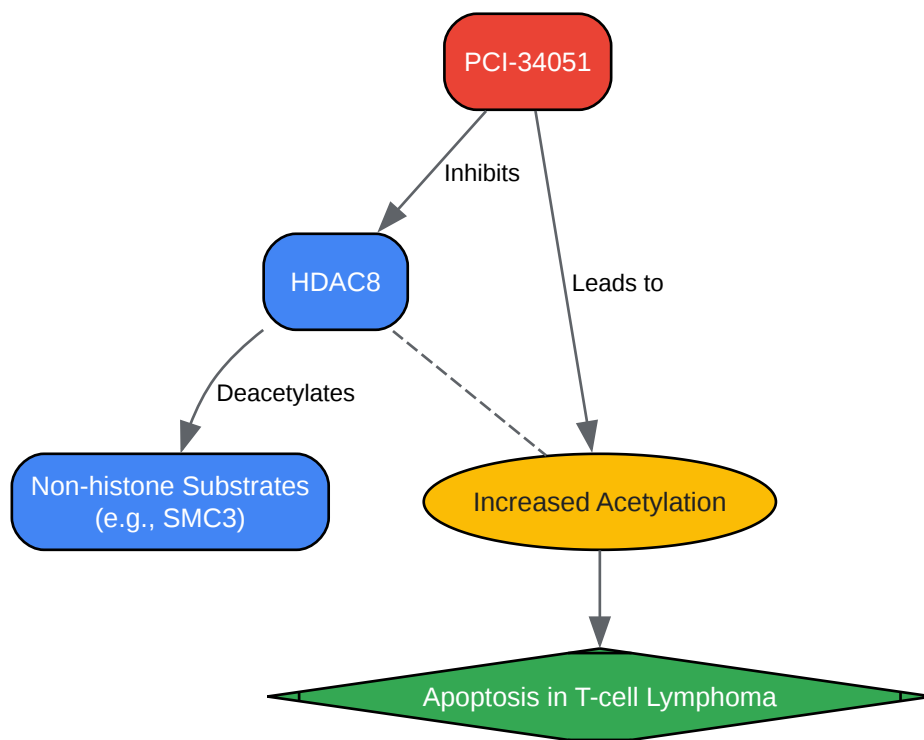 PCI-34051
Inhibits
HDAC8
Leads to
Deacetylates
Non-histone Substrates
(e.g., SMC3)
Increased Acetylation
Apoptosis in T-cell Lymphoma